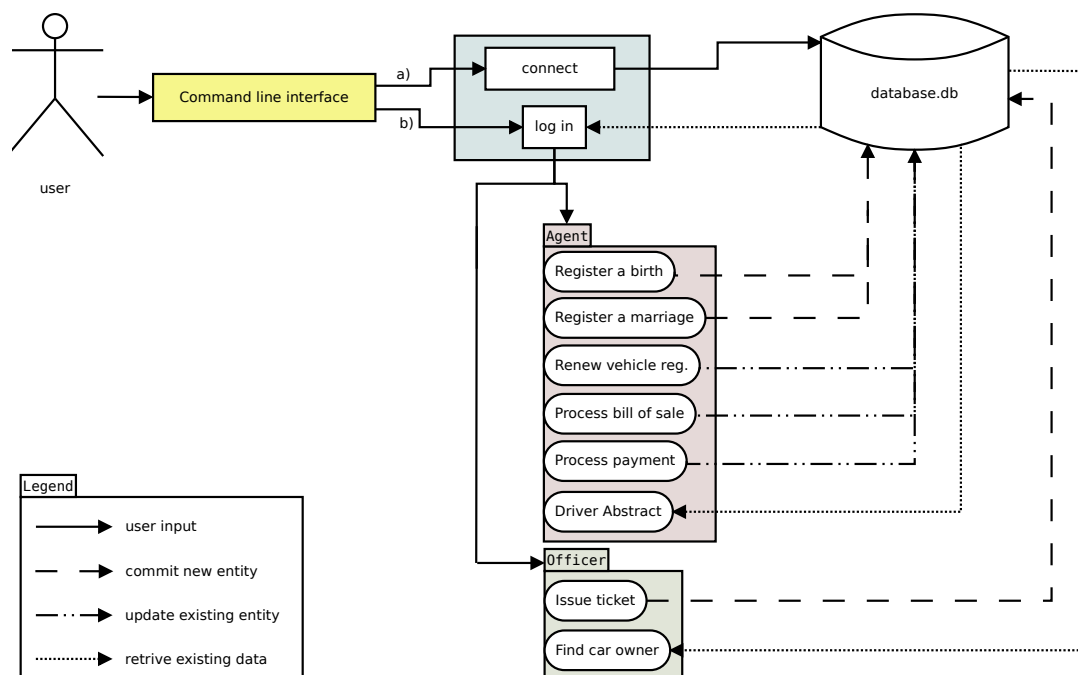 a)
connect
database.db
Command line interface
b)
log in
user
Agent
Register a birth
Register a marriage
Renew vehicle reg.
Process bill of sale
Process payment
Driver Abstract
Officer
Issue ticket
Find car owner
Legend
user input
commit new entity
update existing entity
retrive existing data